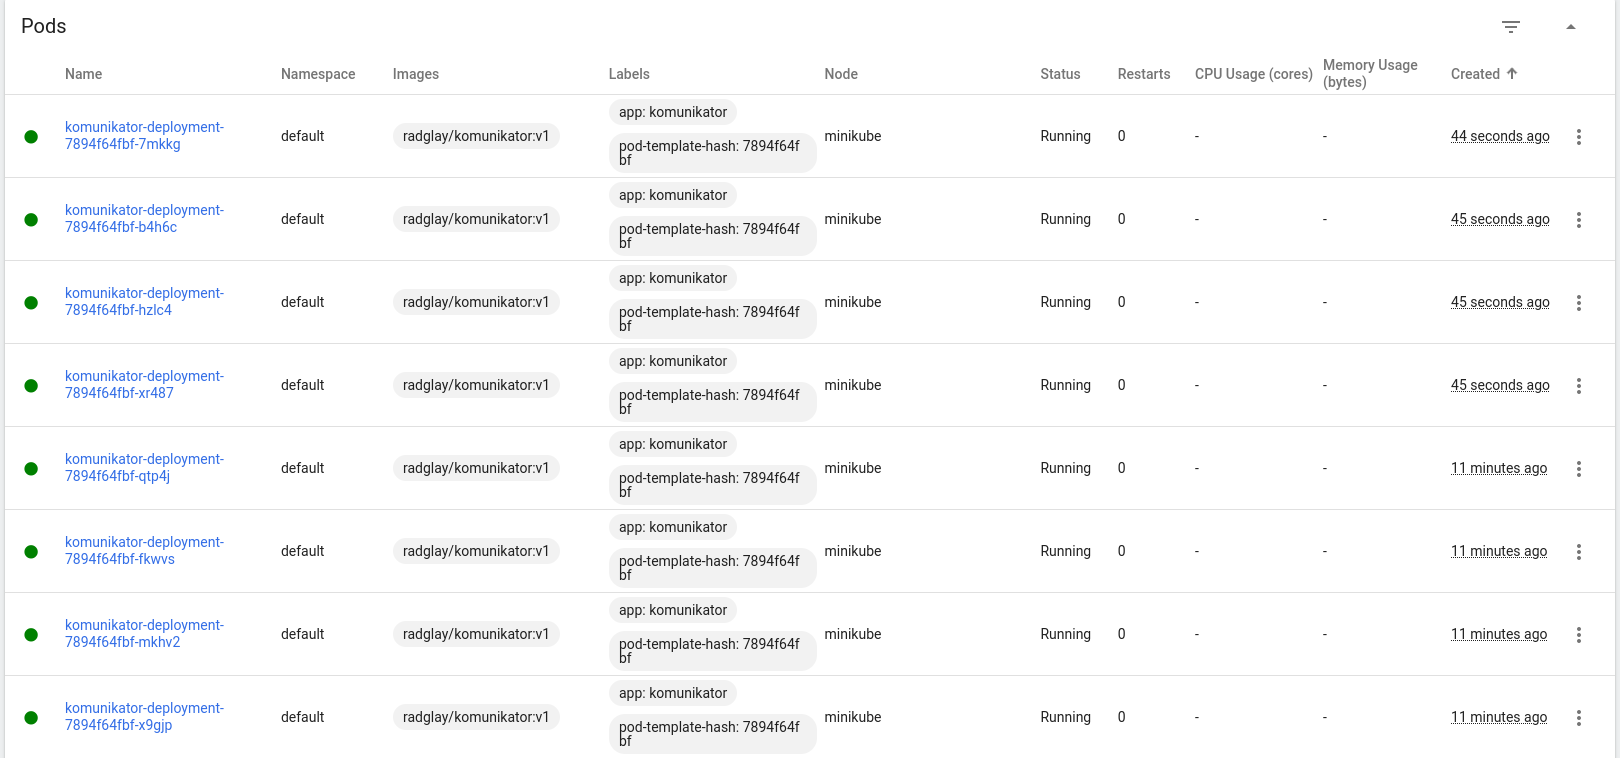 Pods
Name Namespace Images Labels Node Status Restarts CPU Usage (cores) Memory Usage (bytes) Created
komunikator-deployment-7894f64fbf-7mkkg default radglay/komunikator:v1 app: komunikator pod-template-hash: 7894f64fbf minikube Running 0 - - 44 seconds ago
komunikator-deployment-7894f64fbf-b4h6c default radglay/komunikator:v1 app: komunikator pod-template-hash: 7894f64fbf minikube Running 0 - - 45 seconds ago
komunikator-deployment-7894f64fbf-hzlc4 default radglay/komunikator:v1 app: komunikator pod-template-hash: 7894f64fbf minikube Running 0 - - 45 seconds ago
komunikator-deployment-7894f64fbf-xr487 default radglay/komunikator:v1 app: komunikator pod-template-hash: 7894f64fbf minikube Running 0 - - 45 seconds ago
komunikator-deployment-7894f64fbf-qtp4j default radglay/komunikator:v1 app: komunikator pod-template-hash: 7894f64fbf minikube Running 0 - - 11 minutes ago
komunikator-deployment-7894f64fbf-fkwvs default radglay/komunikator:v1 app: komunikator pod-template-hash: 7894f64fbf minikube Running 0 - - 11 minutes ago
komunikator-deployment-7894f64fbf-mkhv2 default radglay/komunikator:v1 app: komunikator pod-template-hash: 7894f64fbf minikube Running 0 - - 11 minutes ago
komunikator-deployment-7894f64fbf-x9gjp default radglay/komunikator:v1 app: komunikator pod-template-hash: 7894f64fbf minikube Running 0 - - 11 minutes ago